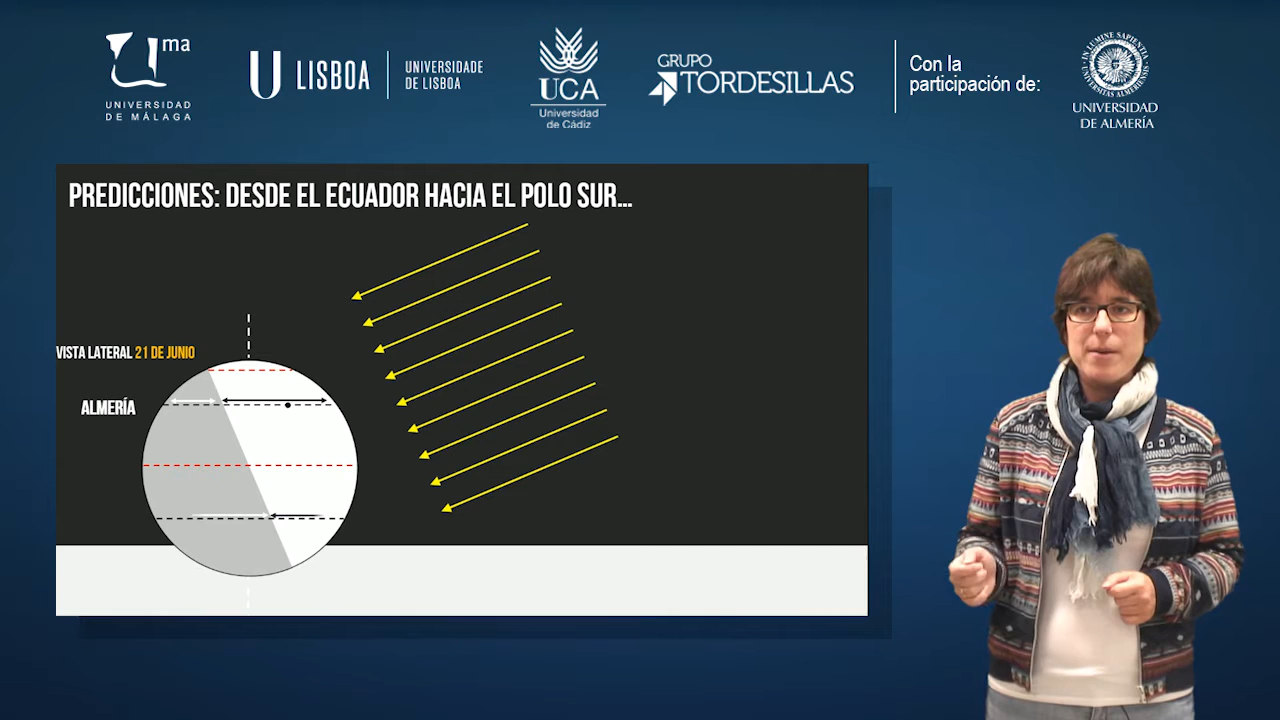 uma
UNIVERSIDAD
DE MÁLAGA
U LISBOA
UNIVERSIDADE
DE LISBOA
UCA
Universidad
de Cádiz
GRUPO
TORDESILLAS
Con la
participación de:
UNIVERSIDAD
DE ALMERÍA
PREDICCIONES: DESDE EL ECUADOR HACIA EL POLO SUR...
VISTA LATERAL 21 DE JUNIO
ALMERÍA